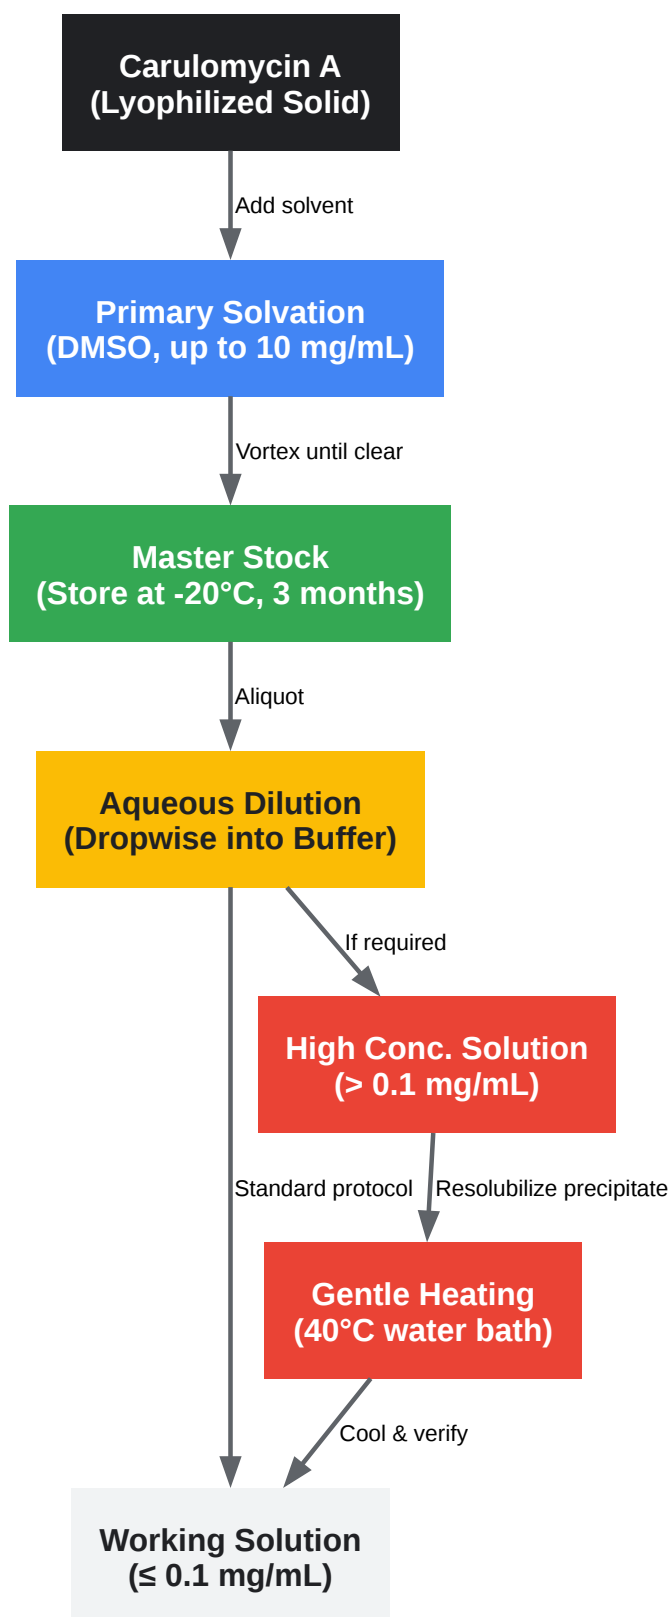 Carulomycin A
(Lyophilized Solid)
Add solvent
Primary Solvation
(DMSO, up to 10 mg/mL)
Vortex until clear
Master Stock
(Store at -20°C, 3 months)
Aliquot
Aqueous Dilution
(Dropwise into Buffer)
If required
High Conc. Solution
(> 0.1 mg/mL)
Standard protocol
Resolubilize precipitate
Gentle Heating
(40°C water bath)
Cool & verify
Working Solution
(≤ 0.1 mg/mL)